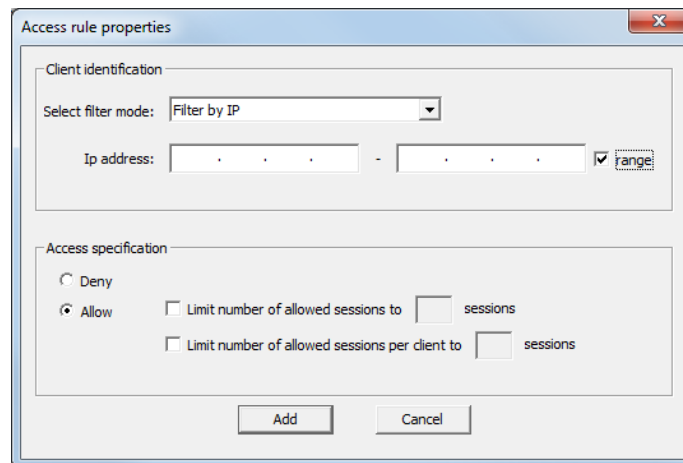 Access rule properties
Client identification
Select filter mode: Filter by IP
Ip address: . . . - . . . range
Access specification
Deny
Allow Limit number of allowed sessions to sessions
Limit number of allowed sessions per client to sessions
Add Cancel